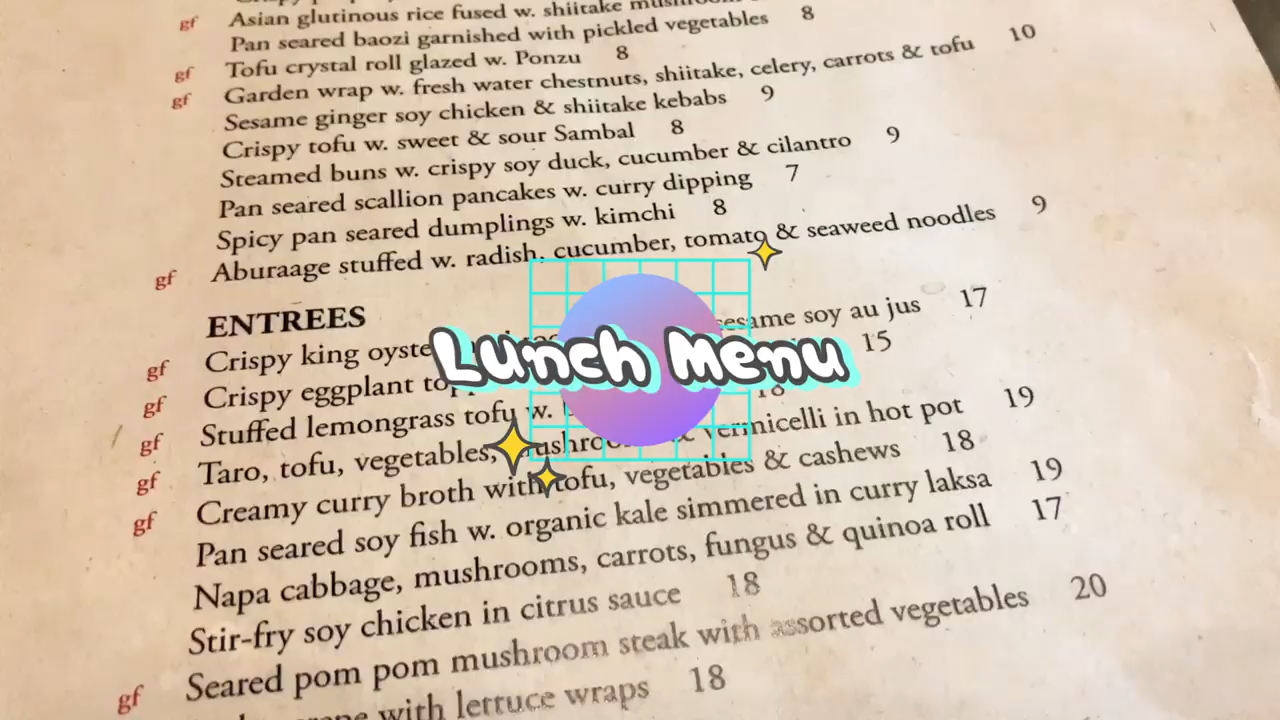 gf Asian glutinous rice fused w. shiitake
Pan seared baozi garnished with pickled vegetables 8
gf Tofu crystal roll glazed w. Ponzu 8
gf Garden wrap w. fresh water chestnuts, shiitake, celery, carrots & tofu 10
Sesame ginger soy chicken & shiitake kebabs 9
Crispy tofu w. sweet & sour Sambal 8
Steamed buns w. crispy soy duck, cucumber & cilantro 9
Pan seared scallion pancakes w. curry dipping 7
Spicy pan seared dumplings w. kimchi 8
gf Aburaage stuffed w. radish, cucumber, tomato & seaweed noodles 9
ENTREES
gf Crispy king sesame soy au jus 17
gf Crispy eggplant 15
Lunch Menu
gf Stuffed lemongrass tofu w. 18
gf Taro, tofu, vegetables, vermicelli in hot pot 19
gf Creamy curry broth with tofu, vegetables & cashews 18
Pan seared soy fish w. organic kale simmered in curry laksa 19
Napa cabbage, mushrooms, carrots, fungus & quinoa roll 17
Stir-fry soy chicken in citrus sauce 18
gf Seared pom pom mushroom steak with assorted vegetables 20
with lettuce wraps 18